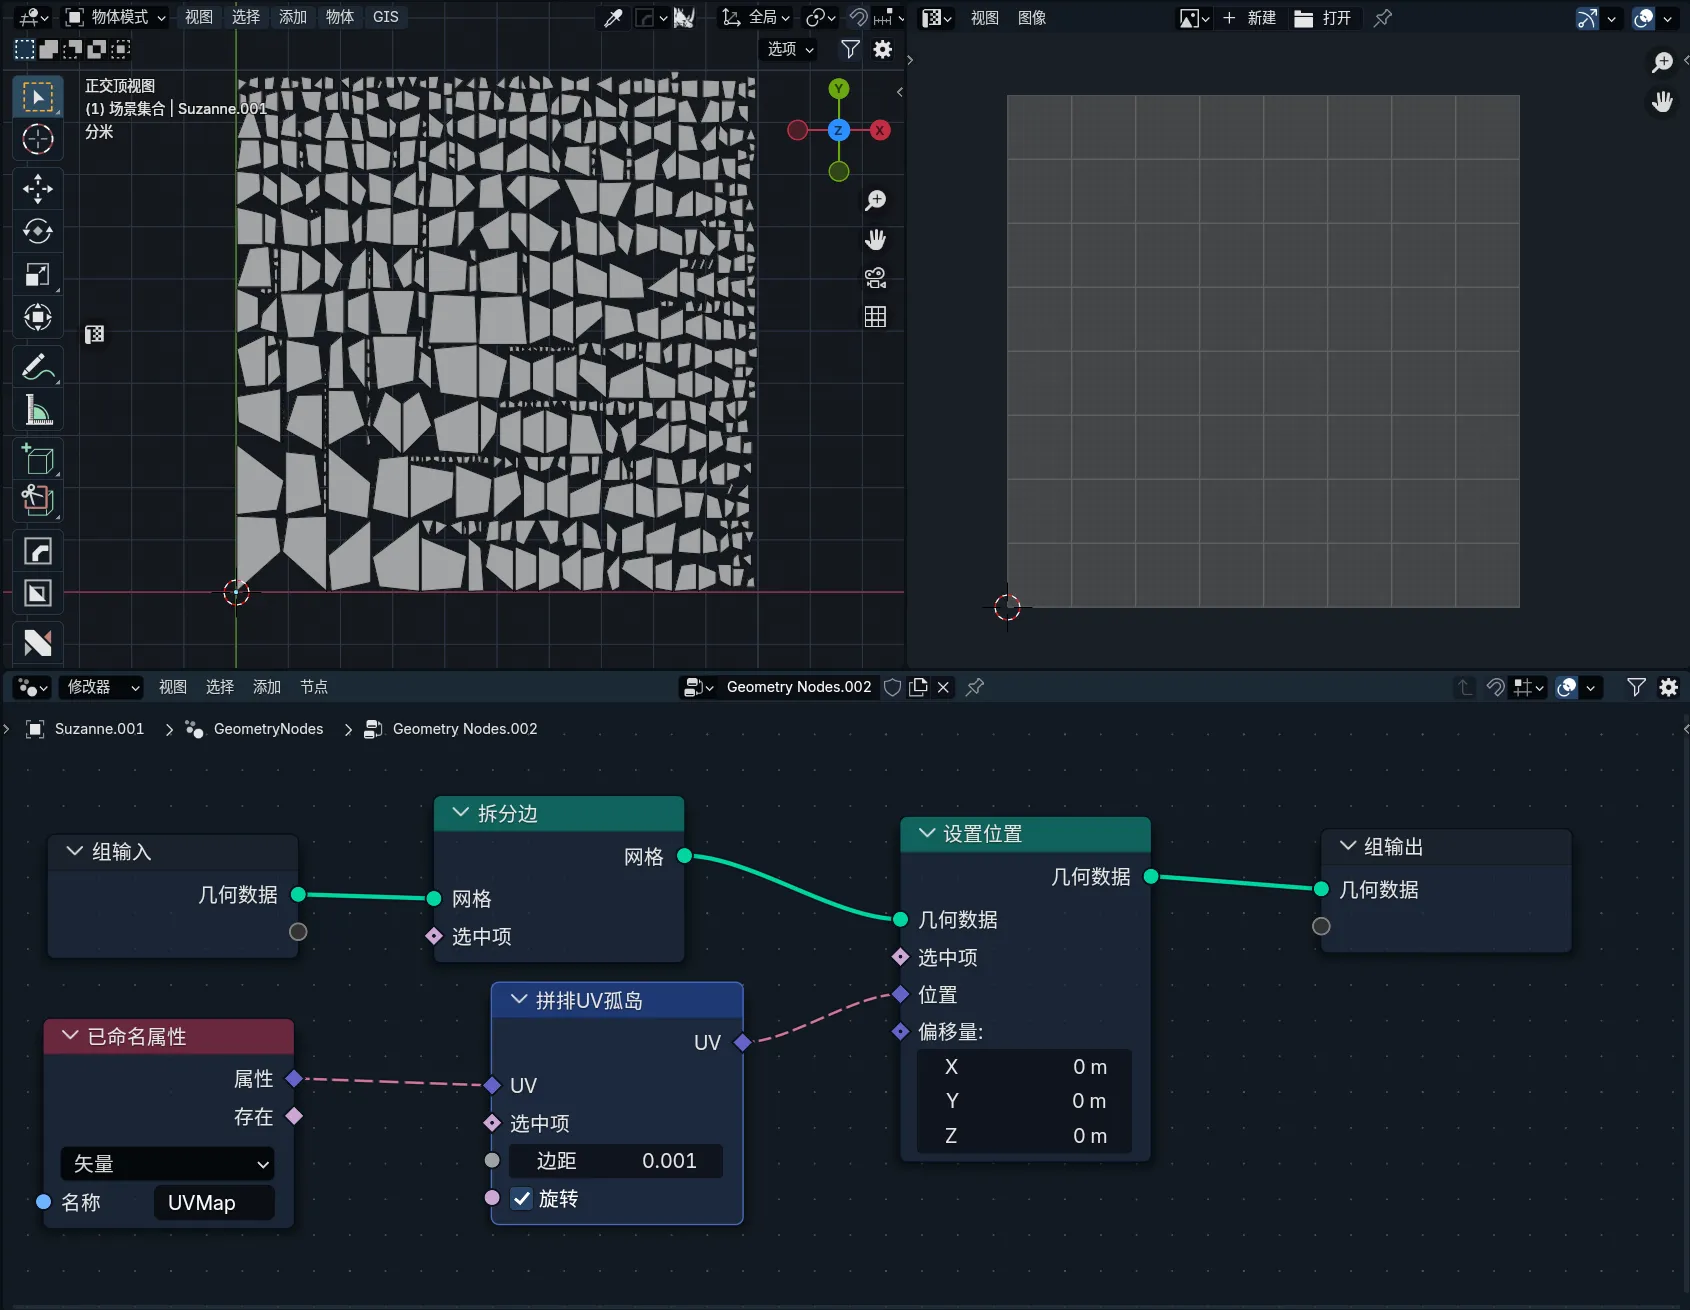 物体模式 视图 选择 添加 物体 GIS 全局
选项
正交顶视图
(1) 场景集合 | Suzanne.001
分米
Y
Z
X
视图 图像 新建 打开
修改器 视图 选择 添加 节点 Geometry Nodes.002
Suzanne.001 GeometryNodes Geometry Nodes.002
组输入
几何数据
拆分边
网格
网格
选中项
设置位置
几何数据
几何数据
选中项
位置
偏移量:
X 0 m
Y 0 m
Z 0 m
组输出
几何数据
已命名属性
属性
存在
矢量
名称 UVMap
拼排UV孤岛
UV
UV
选中项
边距 0.001
旋转